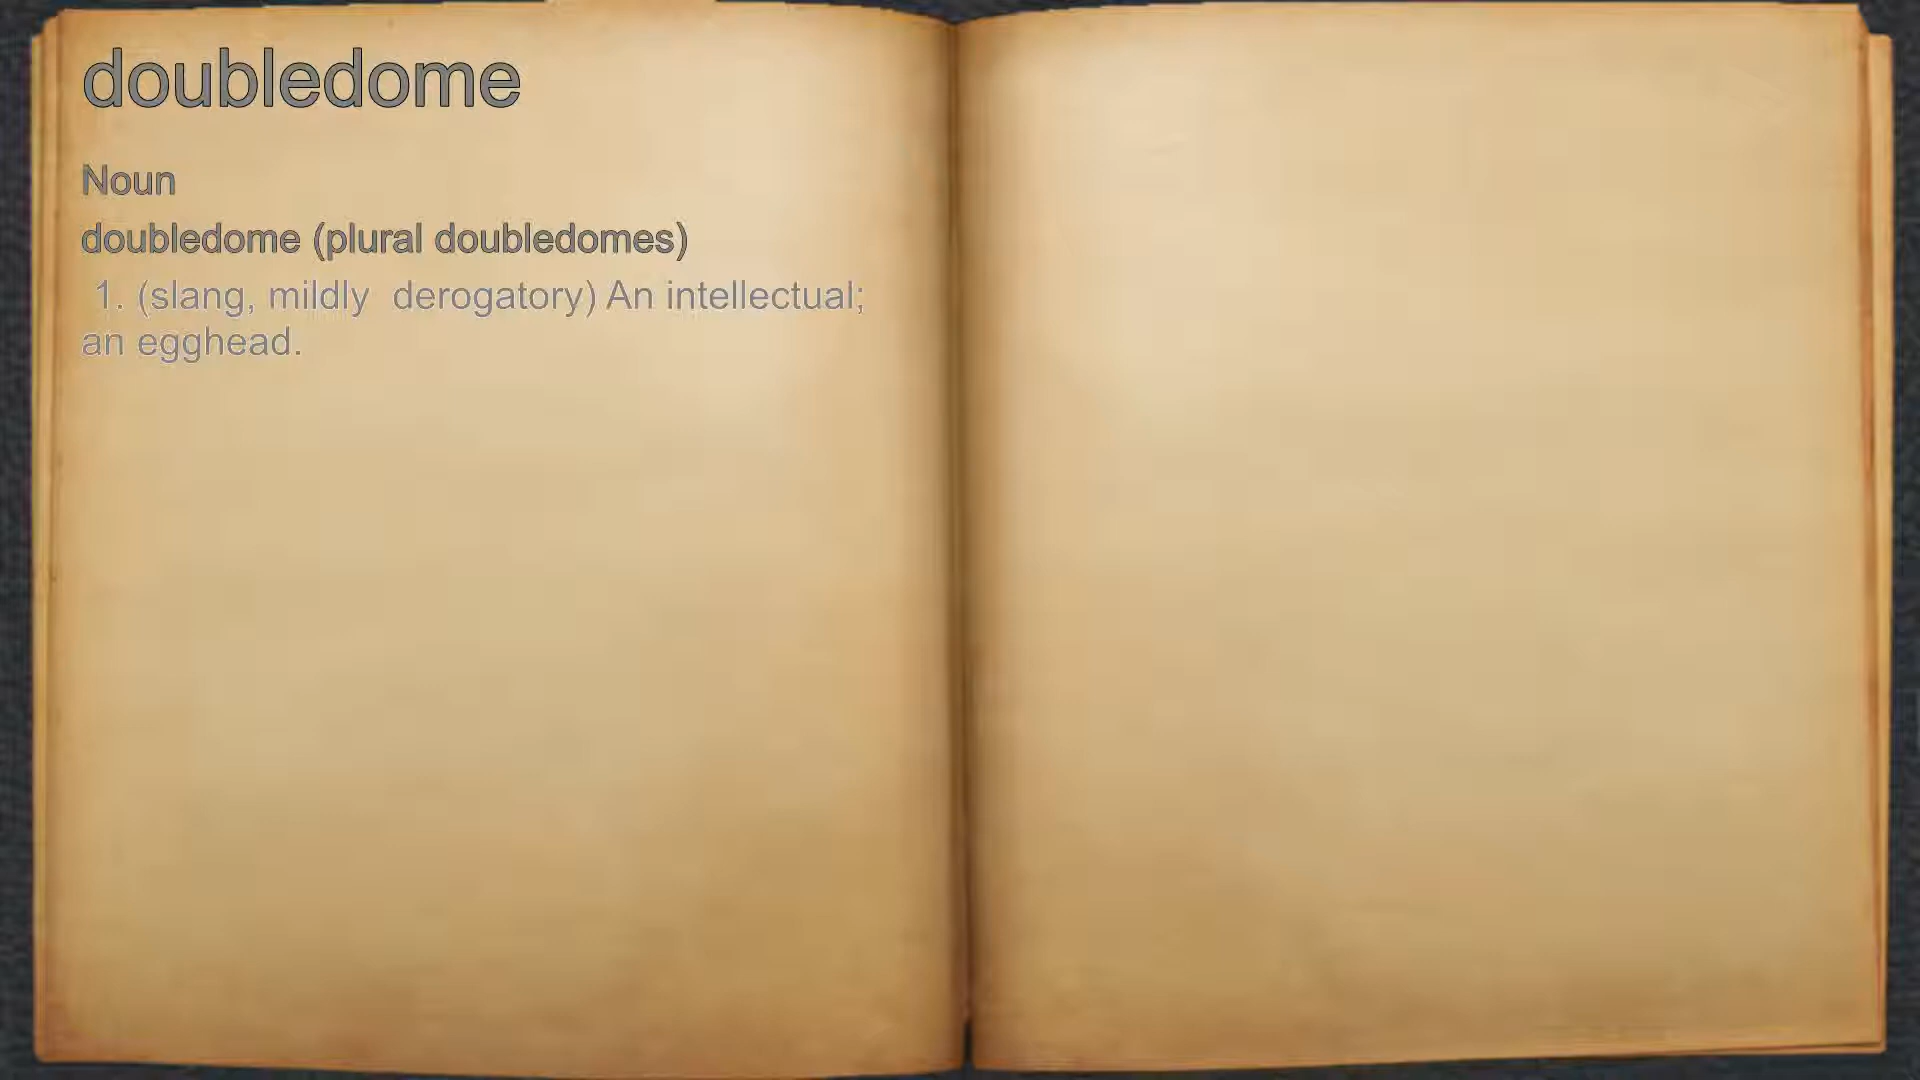 doubledome
Noun
doubledome (plural doubledomes)
1. (slang, mildly derogatory) An intellectual;
an egghead.